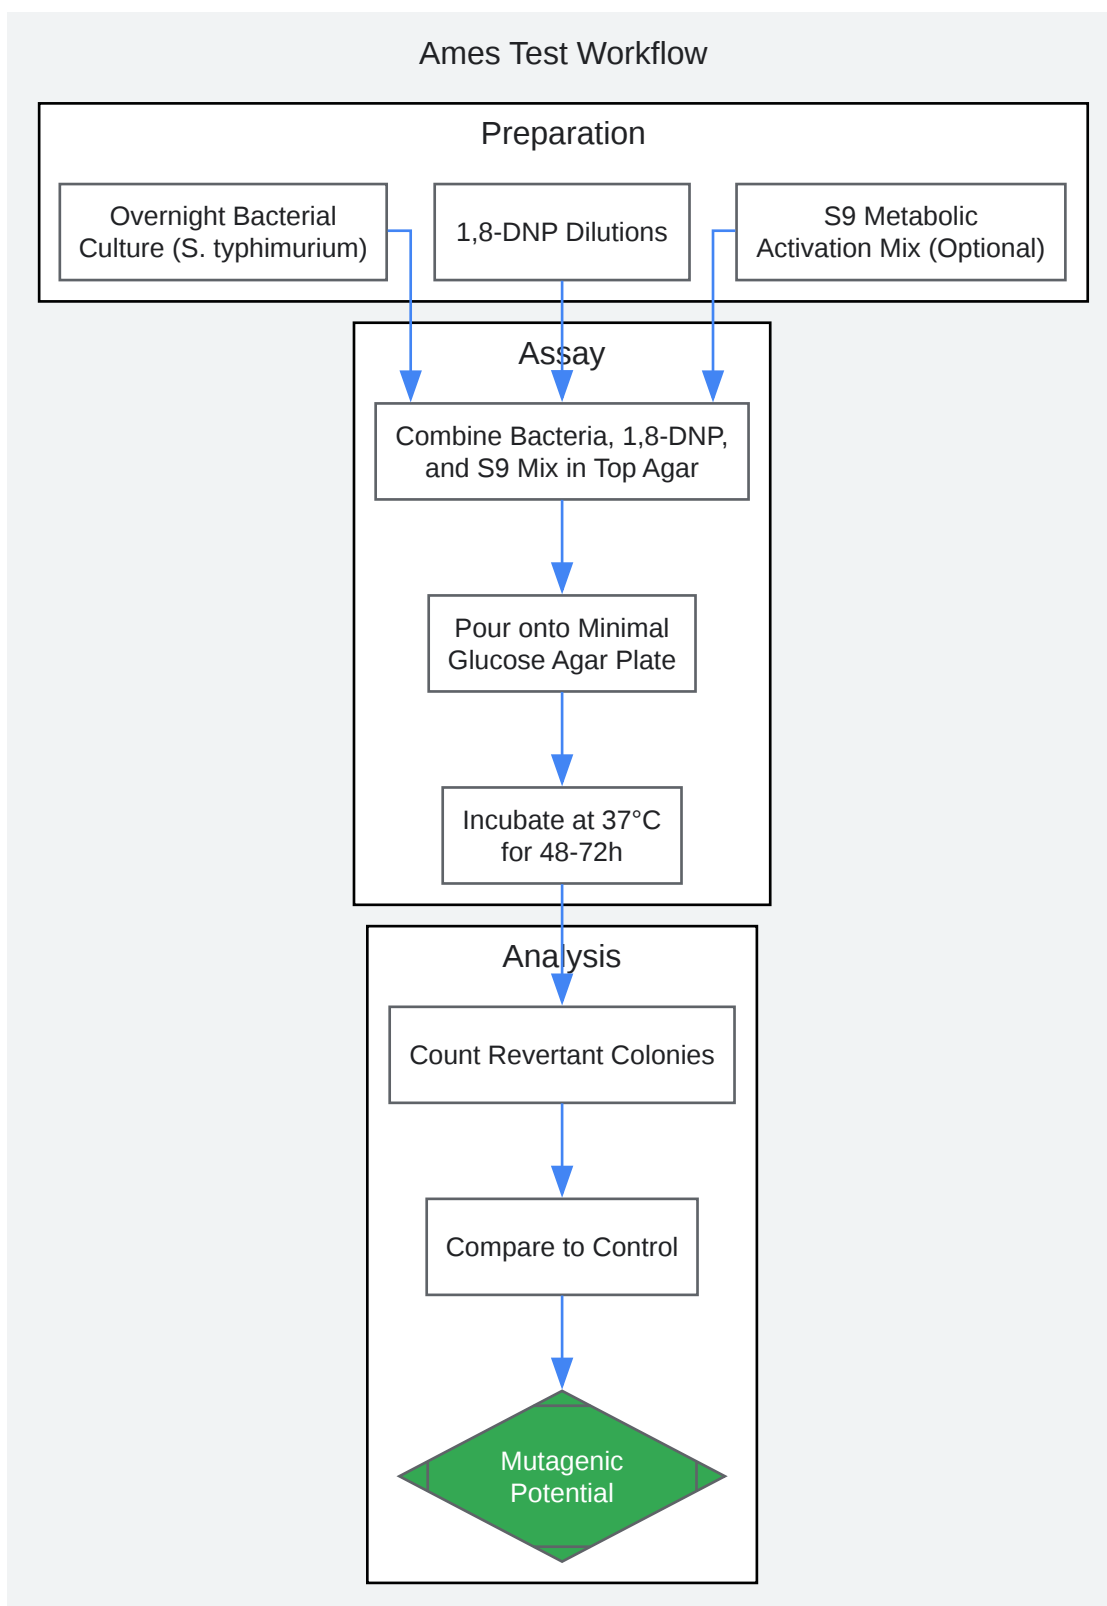 Ames Test Workflow
Preparation
Overnight Bacterial
Culture (S. typhimurium)
1,8-DNP Dilutions
S9 Metabolic
Activation Mix (Optional)
Assay
Combine Bacteria, 1,8-DNP,
and S9 Mix in Top Agar
Pour onto Minimal
Glucose Agar Plate
Incubate at 37°C
for 48-72h
Analysis
Count Revertant Colonies
Compare to Control
Mutagenic
Potential